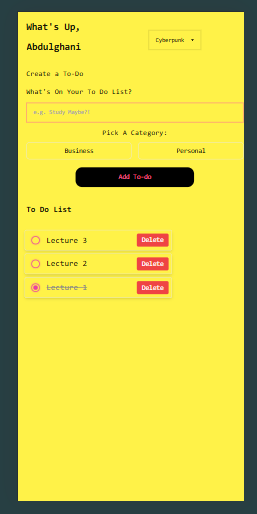 What's Up,
Abdulghani
Cyberpunk
Create a To-Do
What's On Your To Do List?
e.g. Study Maybe?!
Pick A Category:
Business Personal
Add To-do
To Do List
Lecture 3 Delete
Lecture 2 Delete
Lecture 1 Delete